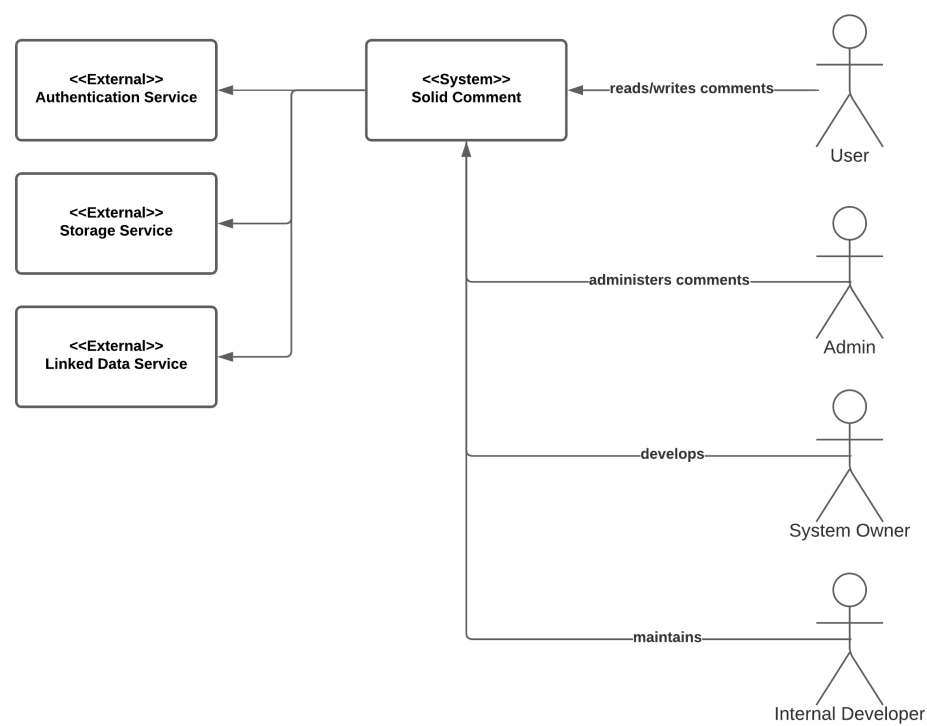 <<External>>
Authentication Service
<<System>>
Solid Comment
reads/writes comments
User
<<External>>
Storage Service
administers comments
Admin
<<External>>
Linked Data Service
develops
System Owner
maintains
Internal Developer